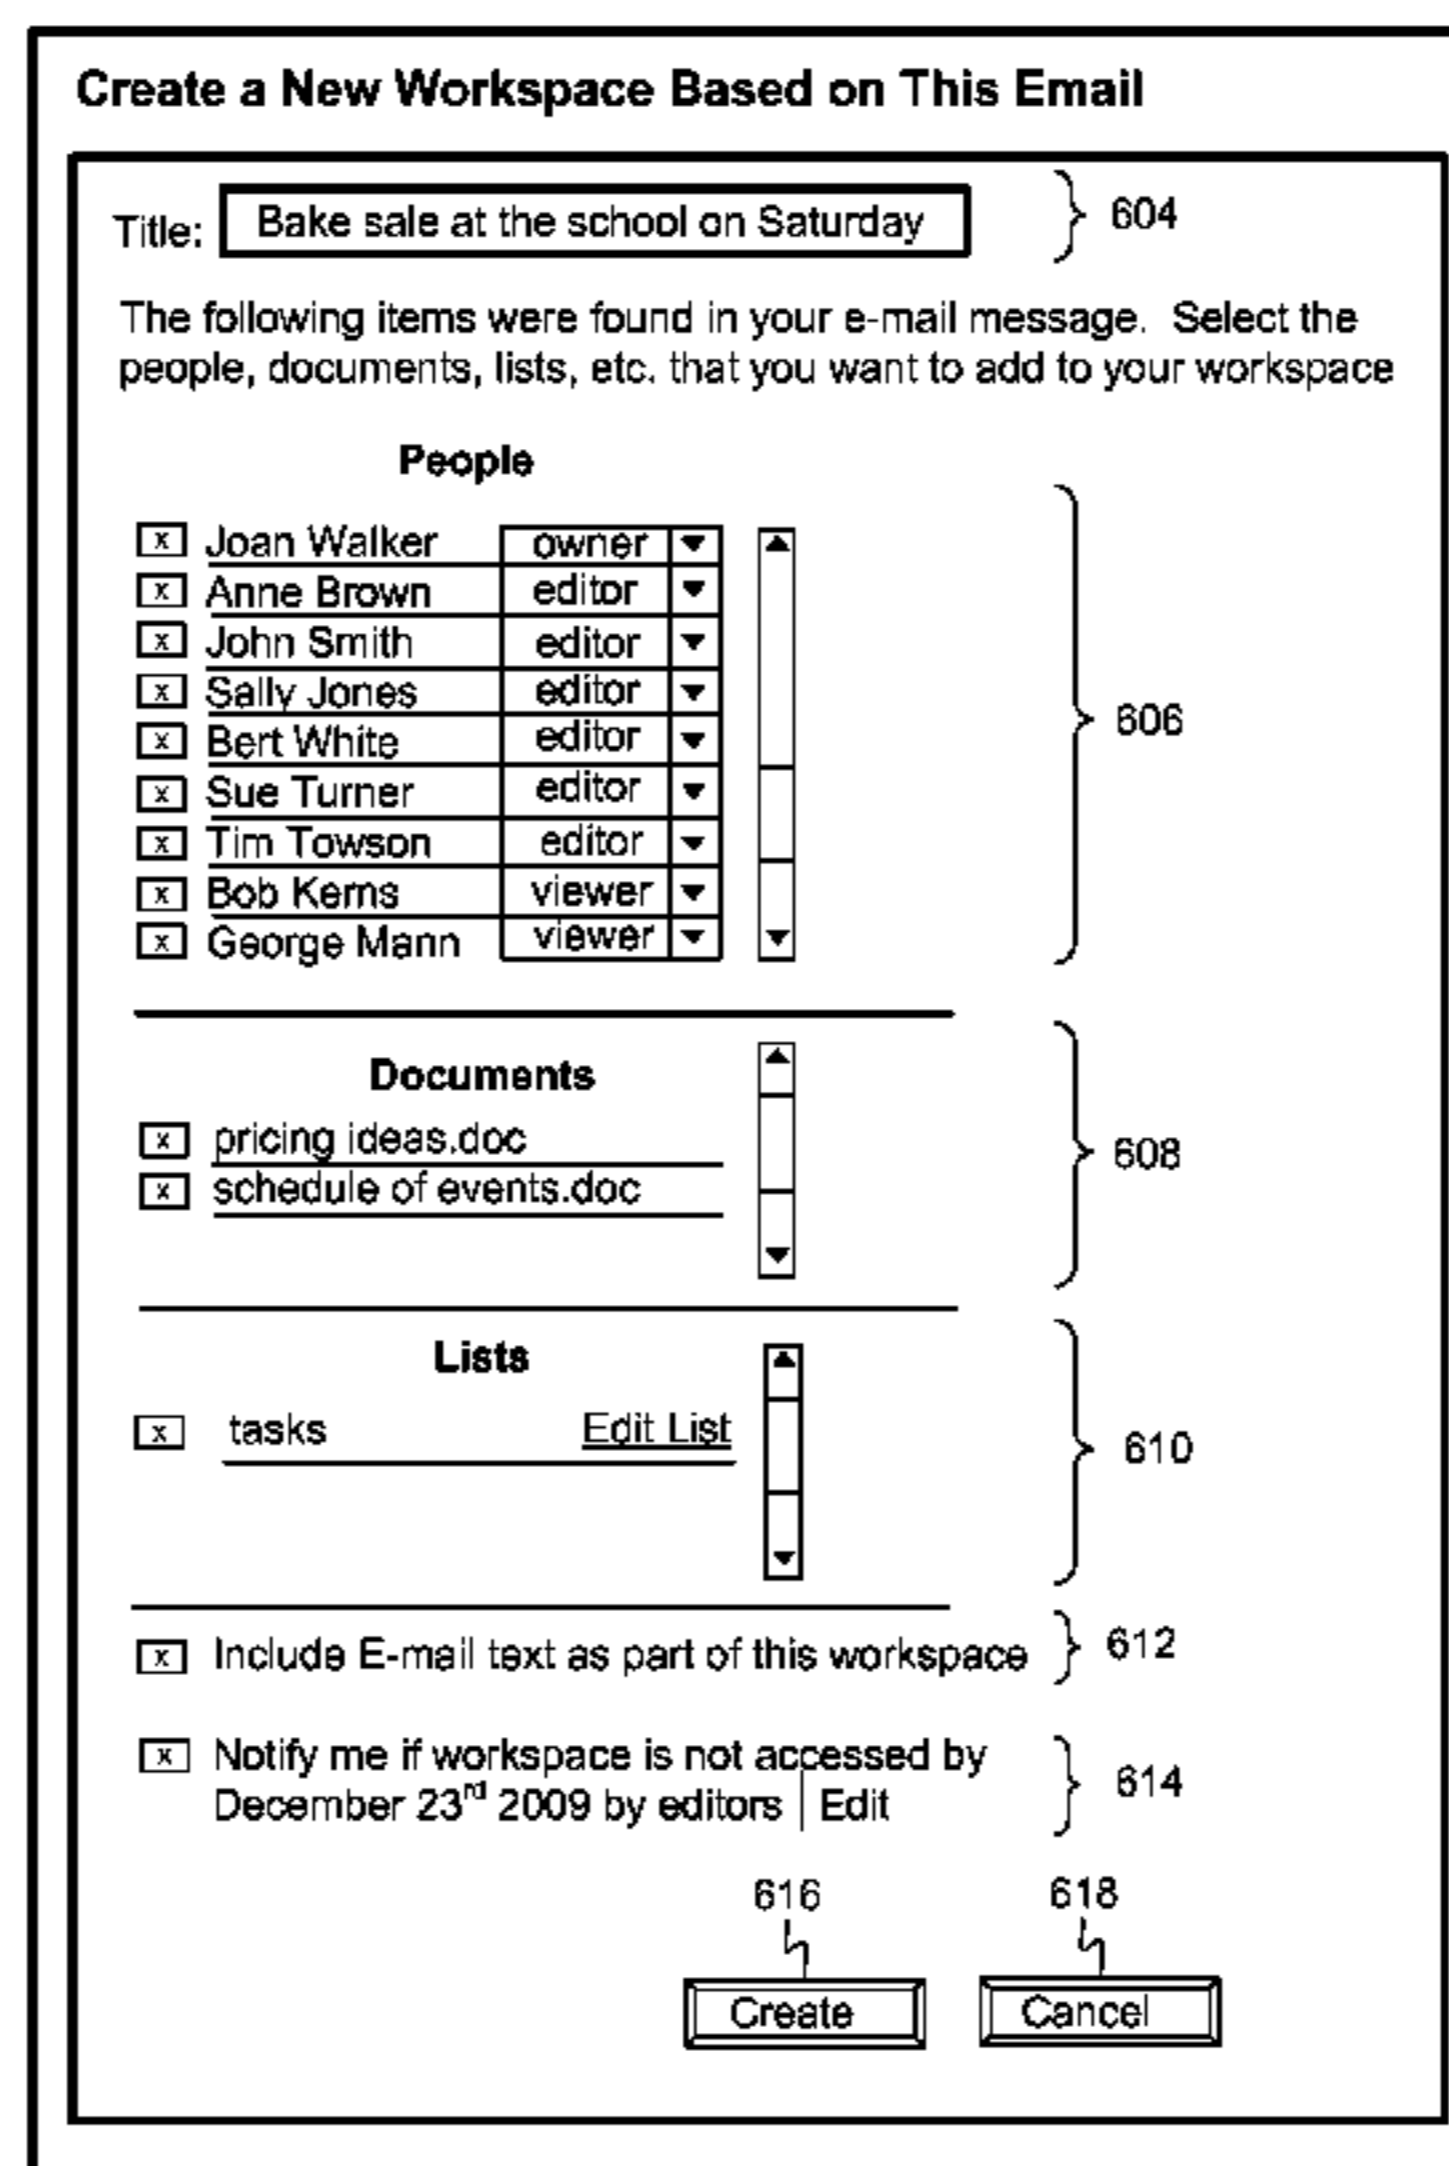 Create a New Workspace Based on This Email
Title: Bake sale at the school on Saturday 604
The following items were found in your e-mail message. Select the
people, documents, lists, etc. that you want to add to your workspace
People
x Joan Walker owner
x Anne Brown editor
x John Smith editor
x Sally Jones editor
x Bert White editor
606
x Sue Turner editor
x Tim Towson editor
x Bob Kerns viewer
x George Mann viewer
Documents
x pricing ideas.doc
608
x schedule of events.doc
Lists
x tasks Edit List
610
x Include E-mail text as part of this workspace 612
x Notify me if workspace is not accessed by
December 23rd 2009 by editors | Edit
614
616 618
Create Cancel